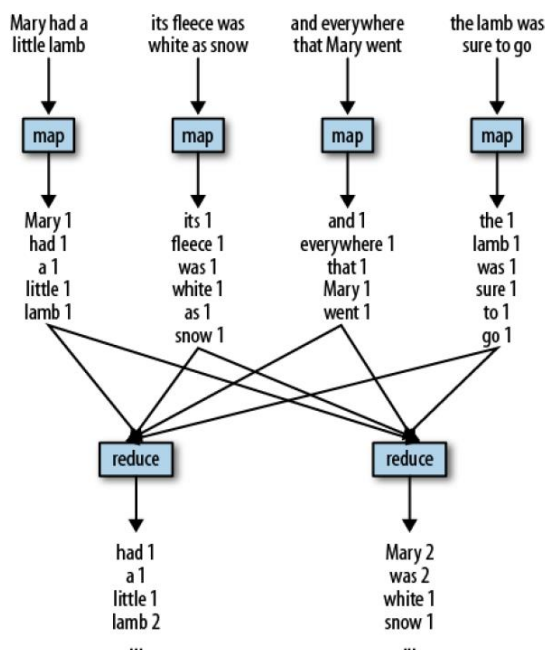 Mary had a
little lamb
its fleece was
white as snow
and everywhere
that Mary went
the lamb was
sure to go
map
map
map
map
Mary 1
had 1
a 1
little 1
lamb 1
its 1
fleece 1
was 1
white 1
as 1
snow 1
and 1
everywhere 1
that 1
Mary 1
went 1
the 1
lamb 1
was 1
sure 1
to 1
go 1
reduce
reduce
had 1
a 1
little 1
lamb 2
...
Mary 2
was 2
white 1
snow 1
...